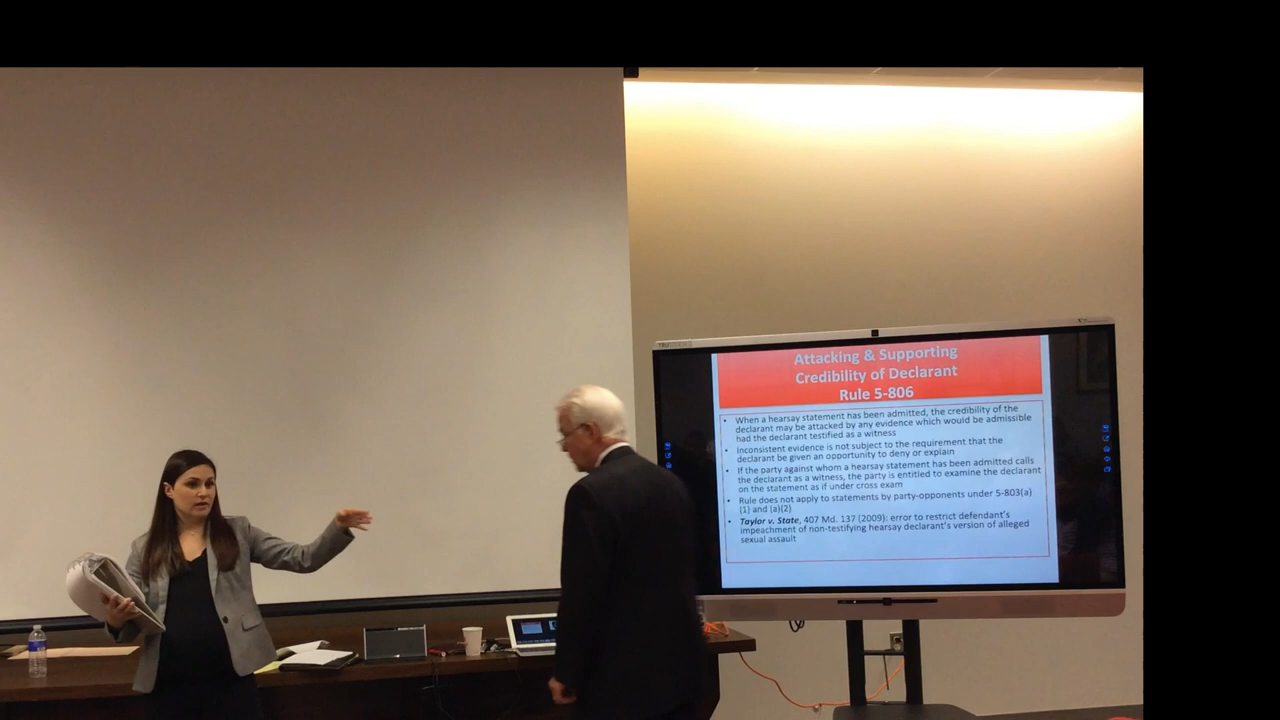 Attacking & Supporting
Credibility of Declarant
Rule 5-806
• When a hearsay statement has been admitted, the credibility of the
declarant may be attacked by any evidence which would be admissible
had the declarant testified as a witness
• Inconsistent evidence is not subject to the requirement that the
declarant be given an opportunity to deny or explain
• If the party against whom a hearsay statement has been admitted calls
the declarant as a witness, the party is entitled to examine the declarant
on the statement as if under cross exam
• Rule does not apply to statements by party-opponents under 5-803(a)
(1) and (a)(2)
• Taylor v. State, 407 Md. 137 (2009): error to restrict defendant's
impeachment of non-testifying hearsay declarant's version of alleged
sexual assault